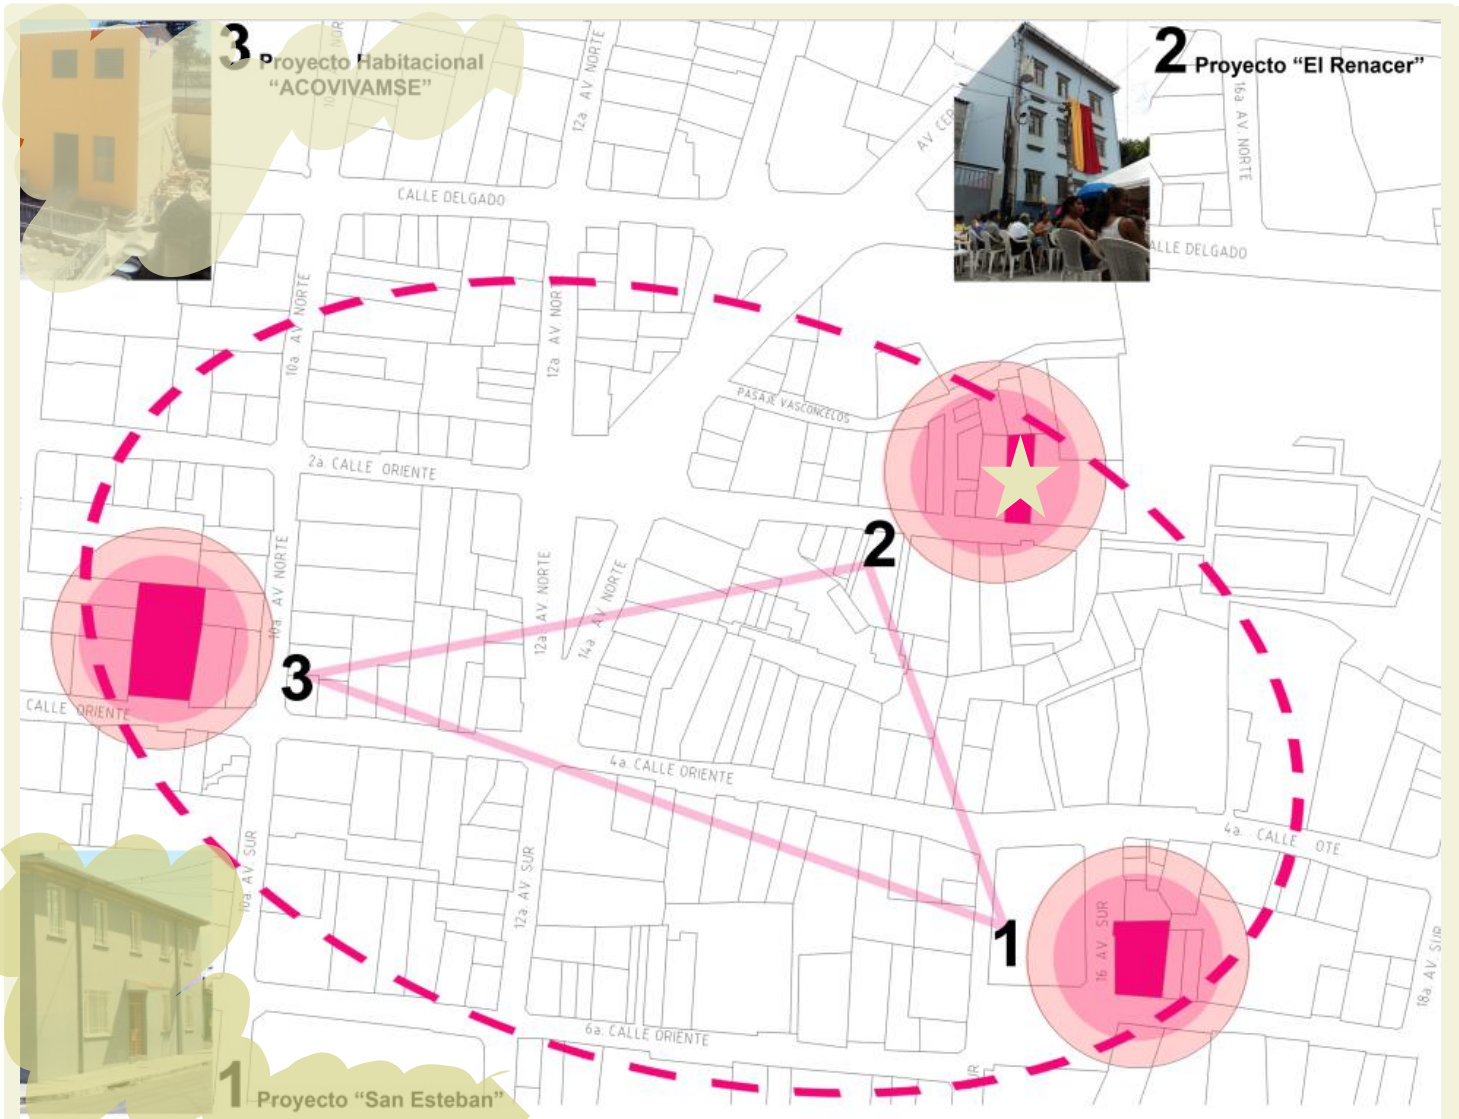 3 Proyecto Habitacional
“ACOVIVAMSE”
2 Proyecto “El Renacer”
12a. AV. NORTE
16a AV. NORTE
CALLE DELGADO
ALLE DELGADO
10a AV NORTE
12a AV NOR
PASAJE VASCONCELOS
2a. CALLE ORIENTE
2
10a. AV NORTE
12a AV. NORTE
14a AV NORTE
3
CALLE ORIENTE
4a. CALLE ORIENTE
4a. CALLE OTE
10a. AV. SUR
12a. AV. SUR
16 AV. SUR
1
18a. AV. SUR
6a. CALLE ORIENTE
UR
1 Proyecto “San Esteban”